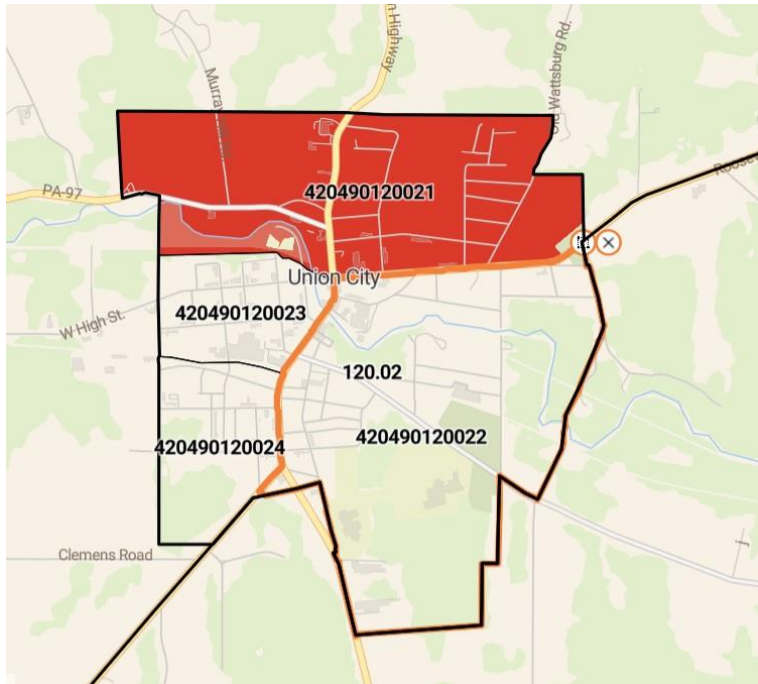 n Highway
Old Wattsburg Rd.
Murray
PA-97
420490120021
Roosev
Union City
420490120023
W High St.
120.02
420490120022
420490120024
Clemens Road